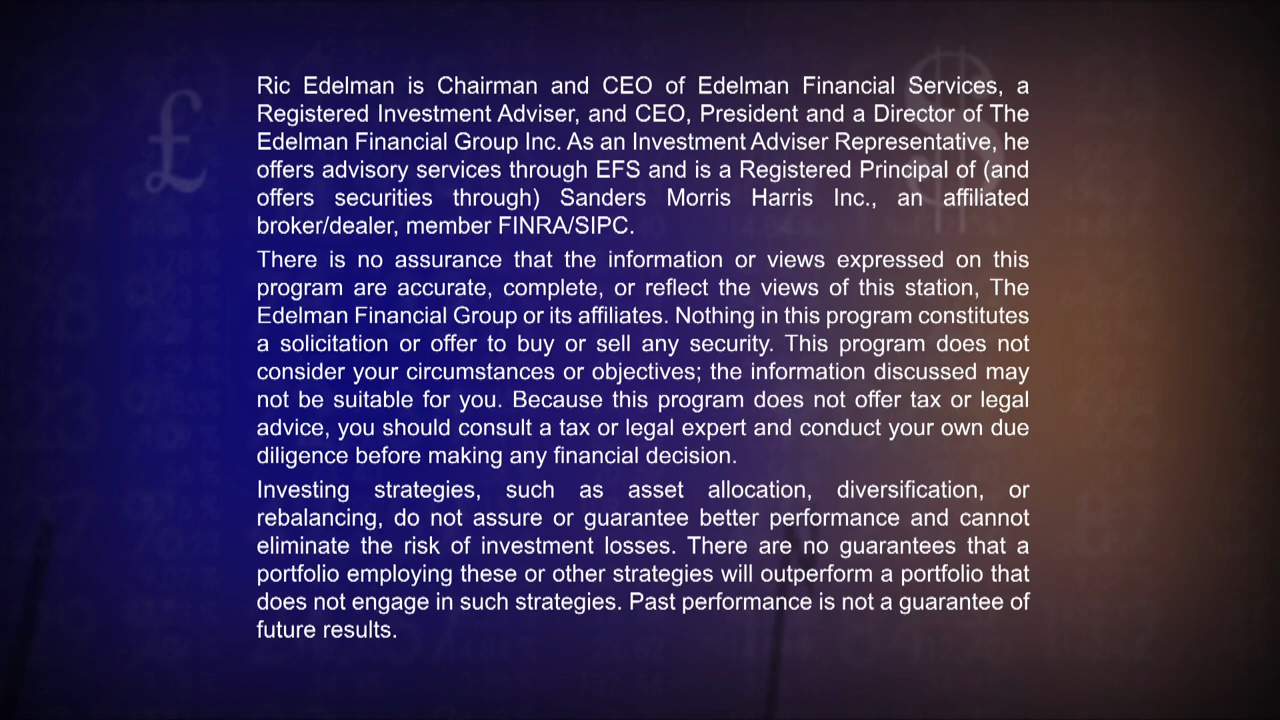 £
$
Ric Edelman is Chairman and CEO of Edelman Financial Services, a
Registered Investment Adviser, and CEO, President and a Director of The
Edelman Financial Group Inc. As an Investment Adviser Representative, he
offers advisory services through EFS and is a Registered Principal of (and
offers securities through) Sanders Morris Harris Inc., an affiliated
broker/dealer, member FINRA/SIPC.
There is no assurance that the information or views expressed on this
program are accurate, complete, or reflect the views of this station, The
Edelman Financial Group or its affiliates. Nothing in this program constitutes
a solicitation or offer to buy or sell any security. This program does not
consider your circumstances or objectives; the information discussed may
not be suitable for you. Because this program does not offer tax or legal
advice, you should consult a tax or legal expert and conduct your own due
diligence before making any financial decision.
Investing strategies, such as asset allocation, diversification, or
rebalancing, do not assure or guarantee better performance and cannot
eliminate the risk of investment losses. There are no guarantees that a
portfolio employing these or other strategies will outperform a portfolio that
does not engage in such strategies. Past performance is not a guarantee of
future results.